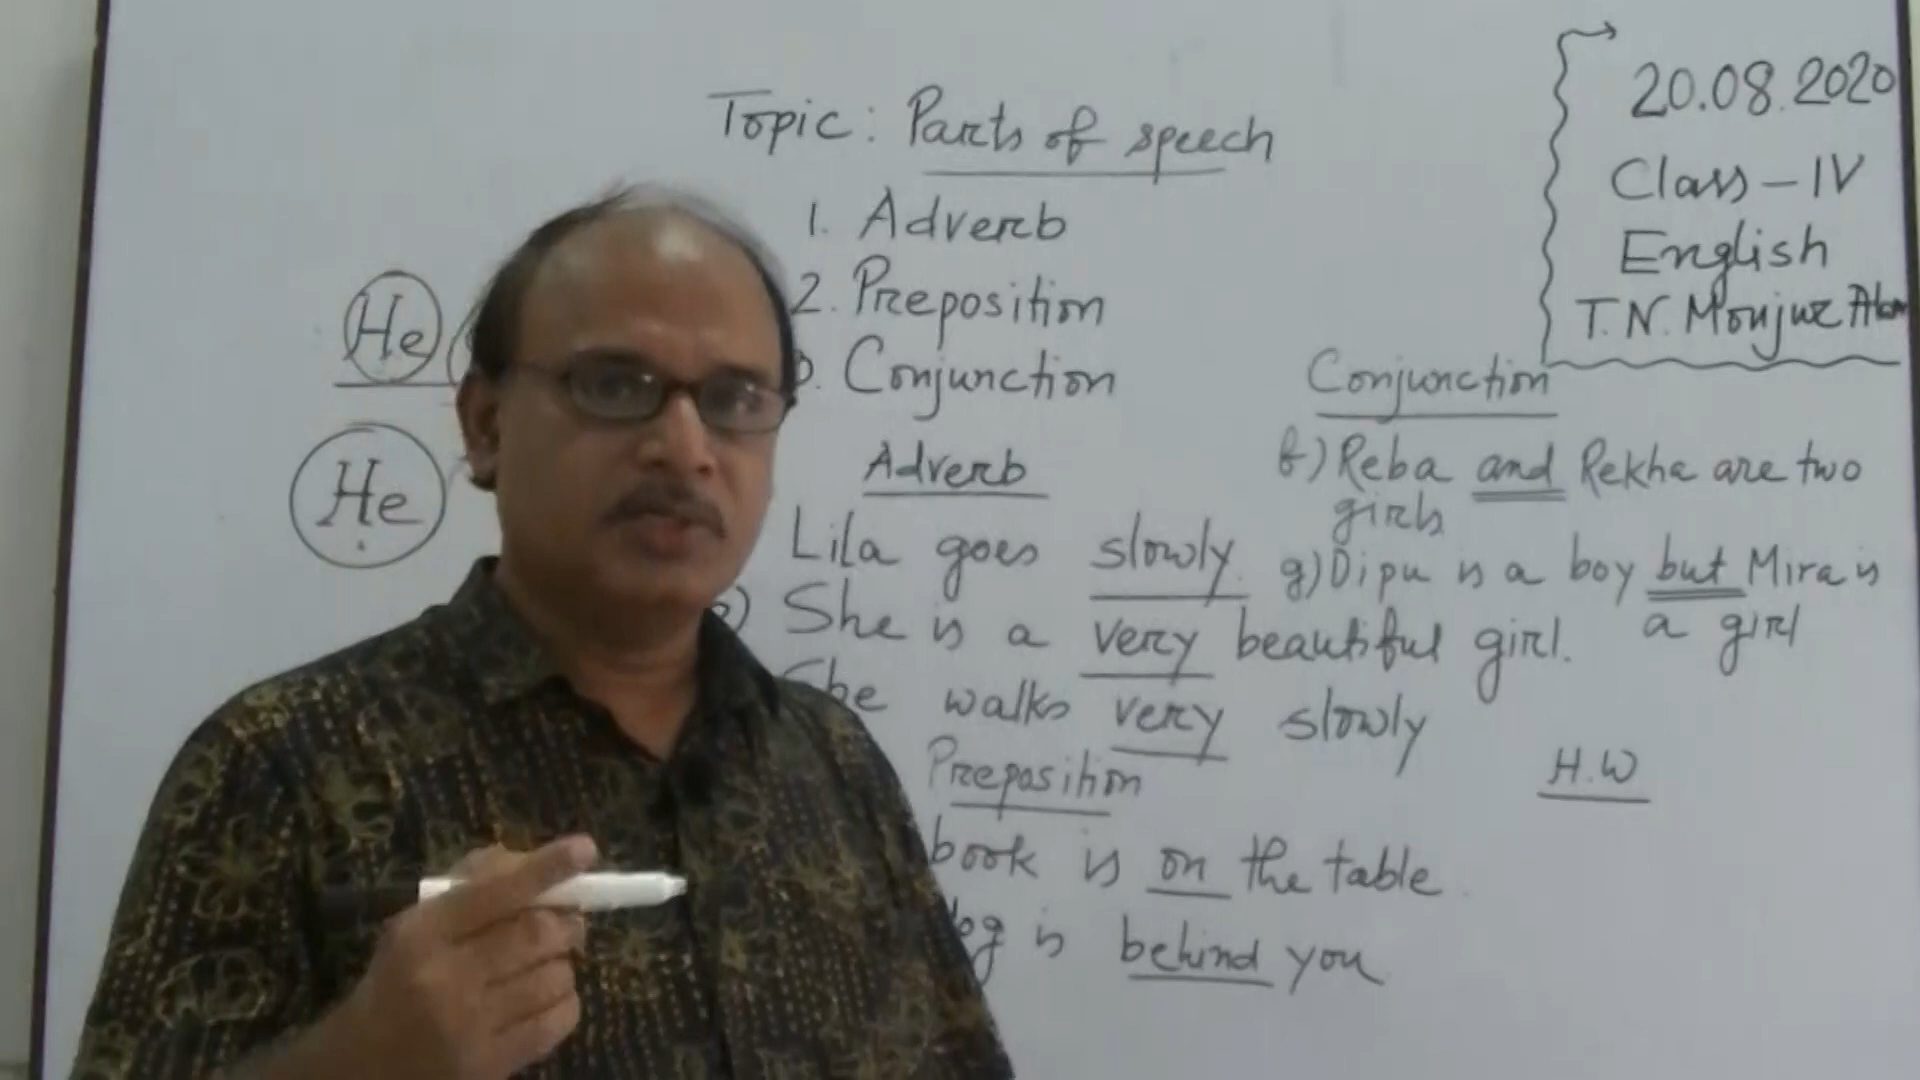 Topic: Parts of speech
1. Adverb
2. Preposition
Conjunction
He
He
Adverb
Lila goes slowly.
She is a very beautiful girl.
She walks very slowly
Preposition
book is on the table.
is behind you
20.08.2020
Class-IV
English
T.N. Monjur Alam
Conjunction
f) Reba and Rekha are two
girls
g) Dipu is a boy but Mira is
a girl
H.W